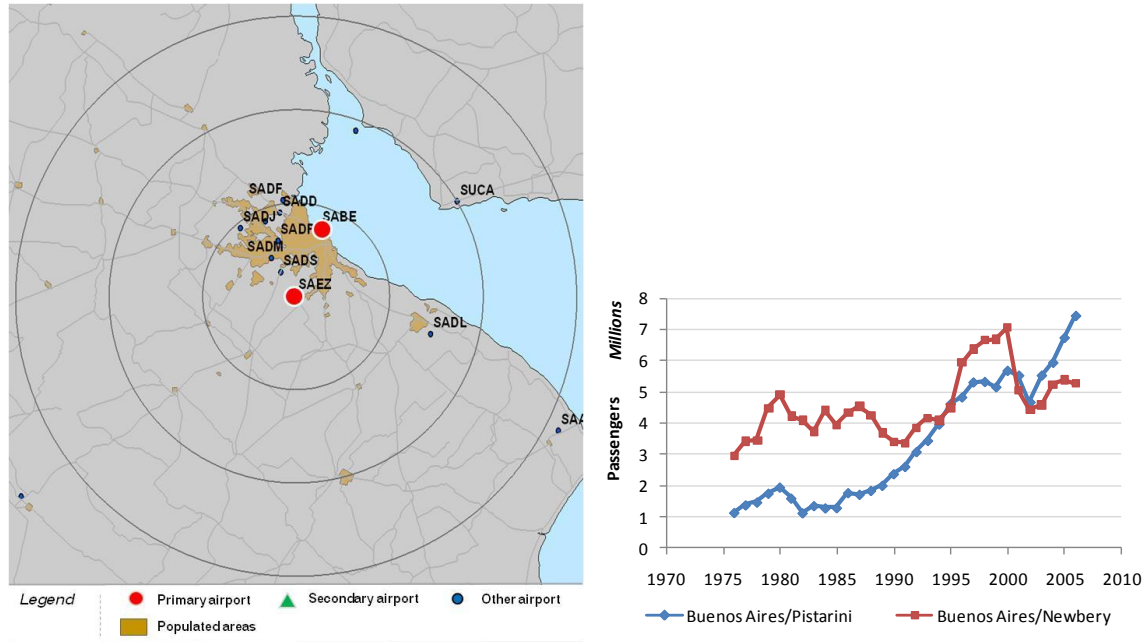 SADF
SADD
SUCA
SADJ
SABE
SADF
SADM
SADS
SAEZ
SADL
SAA
Legend
Primary airport
Secondary airport
Other airport
Populated areas
Passengers
Millions
8
7
6
5
4
3
2
1
0
1970 1975 1980 1985 1990 1995 2000 2005 2010
Buenos Aires/Pistarini
Buenos Aires/Newbery